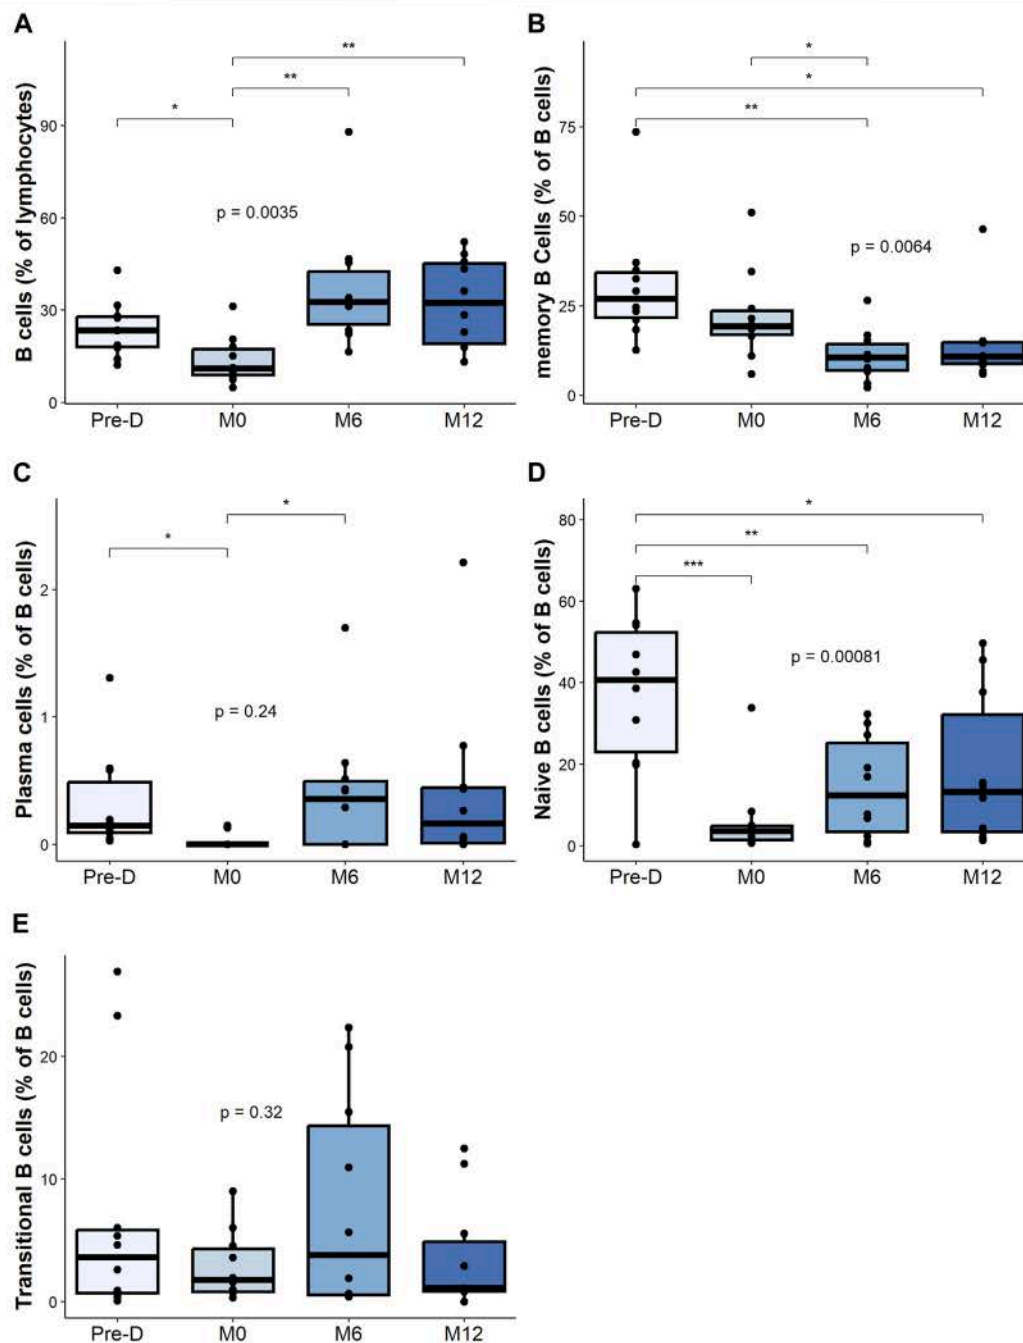 A
B cells (% of lymphocytes)
90
60
30
0
*
**
**
p = 0.0035
Pre-D M0 M6 M12
B
memory B Cells (% of B cells)
75
50
25
0
*
*
**
p = 0.0064
Pre-D M0 M6 M12
C
Plasma cells (% of B cells)
2
1
0
*
*
p = 0.24
Pre-D M0 M6 M12
D
Naive B cells (% of B cells)
80
60
40
20
0
*
**
***
p = 0.00081
Pre-D M0 M6 M12
E
Transitional B cells (% of B cells)
20
10
0
p = 0.32
Pre-D M0 M6 M12